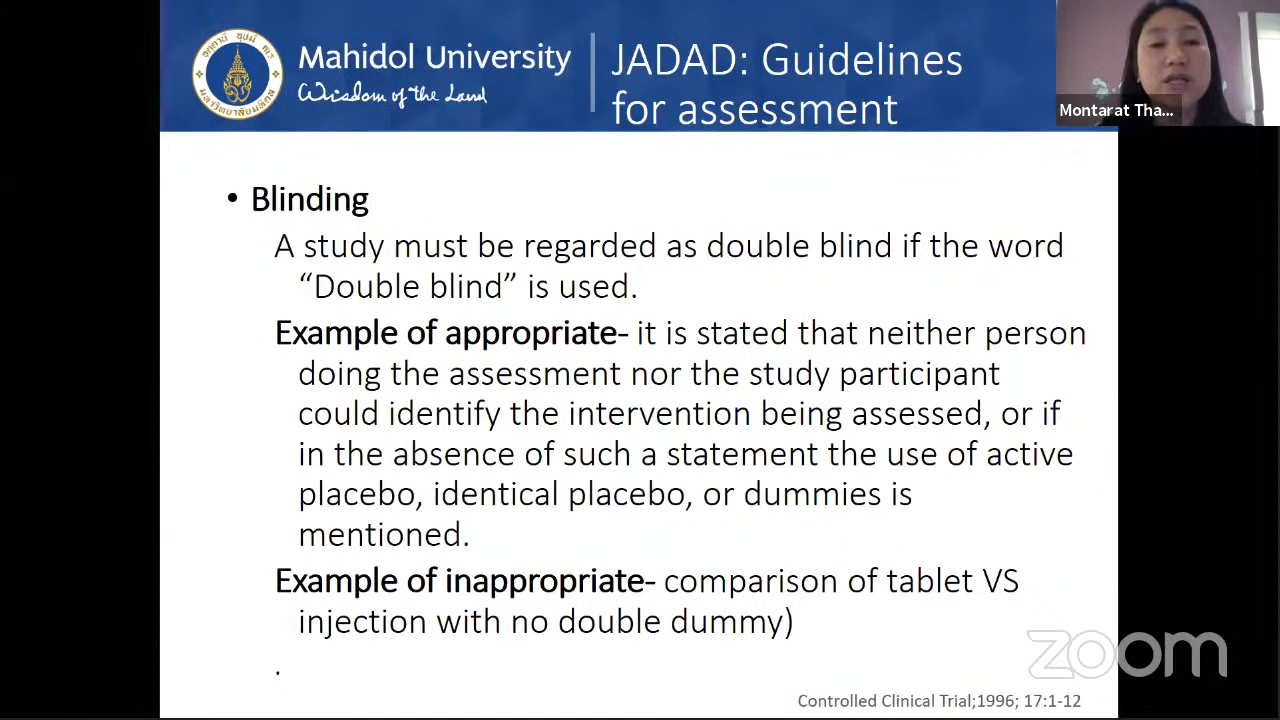 Mahidol University
Wisdom of the Land
JADAD: Guidelines
for assessment
Montarat Tha...
• Blinding
A study must be regarded as double blind if the word
“Double blind” is used.
Example of appropriate- it is stated that neither person
doing the assessment nor the study participant
could identify the intervention being assessed, or if
in the absence of such a statement the use of active
placebo, identical placebo, or dummies is
mentioned.
Example of inappropriate- comparison of tablet VS
injection with no double dummy)
.
zoom
Controlled Clinical Trial;1996; 17:1-12